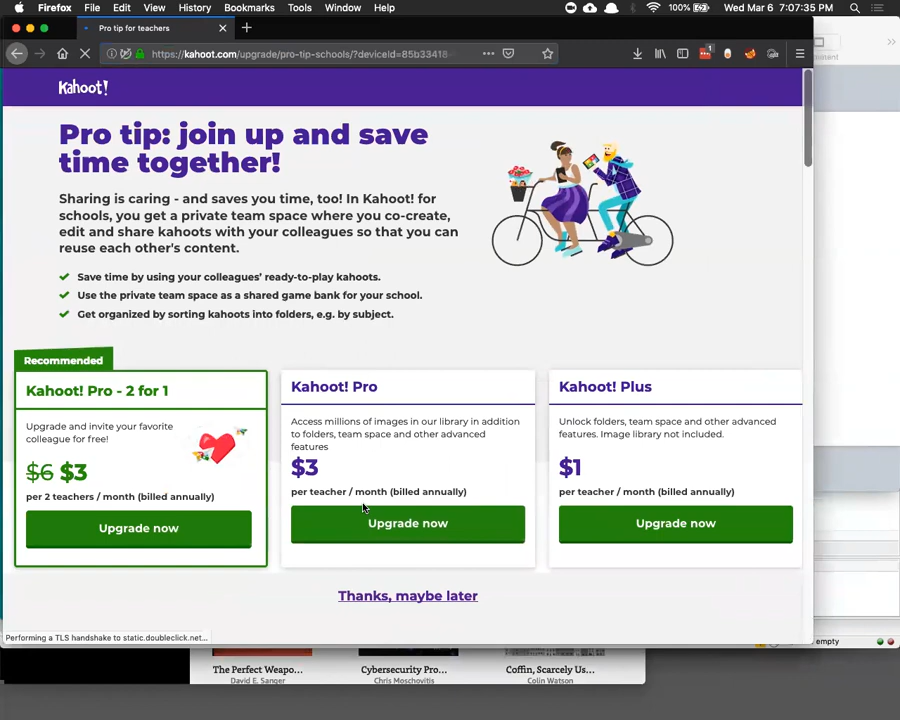 Firefox File Edit View History Bookmarks Tools Window Help 100% Wed Mar 6 7:07:35 PM
Pro tip for teachers
https://kahoot.com/upgrade/pro-tip-schools/?deviceId=85b33418
1
Kahoot!
Pro tip: join up and save
time together!
Sharing is caring - and saves you time, too! In Kahoot! for
schools, you get a private team space where you co-create,
edit and share kahoots with your colleagues so that you can
reuse each other's content.
Save time by using your colleagues' ready-to-play kahoots.
Use the private team space as a shared game bank for your school.
Get organized by sorting kahoots into folders, e.g. by subject.
Recommended
Kahoot! Pro - 2 for 1
Upgrade and invite your favorite
colleague for free!
$6 $3
per 2 teachers / month (billed annually)
Upgrade now
Kahoot! Pro
Access millions of images in our library in addition
to folders, team space and other advanced
features
$3
per teacher / month (billed annually)
Upgrade now
Kahoot! Plus
Unlock folders, team space and other advanced
features. Image library not included.
$1
per teacher / month (billed annually)
Upgrade now
Thanks, maybe later
Performing a TLS handshake to static.doubleclick.net...
empty
The Perfect Weapo... Cybersecurity Pro... Coffin, Scarcely Us...
David E. Sanger Chris Moschovitis Colin Watson